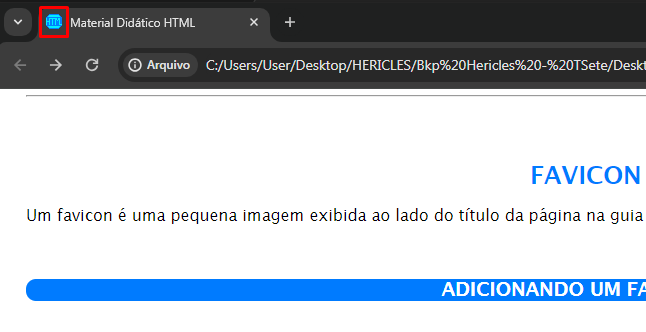 Material Didático HTML
Arquivo C:/Users/User/Desktop/HERICLES/Bkp%20Hericles%20-%20TSete/Deskt
FAVICON
Um favicon é uma pequena imagem exibida ao lado do título da página na guia
ADICIONANDO UM FA